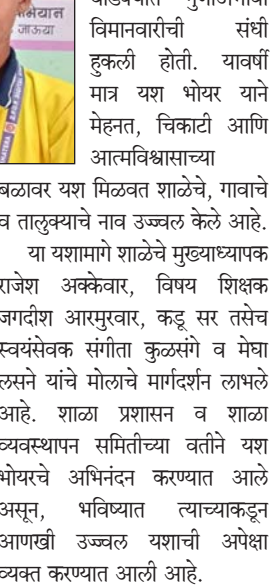 विमानवारीची संधी
हुकली होती. यावर्षी
मात्र यश भोयर याने
मेहनत, चिकाटी आणि
आत्मविश्वासाच्या
बळावर यश मिळवत शाळेचे, गावाचे
व तालुक्याचे नाव उज्ज्वल केले आहे.
या यशामागे शाळेचे मुख्याध्यापक
राजेश अक्केवार, विषय शिक्षक
जगदीश आरमुरवार, कडू सर तसेच
स्वयंसेवक संगीता कुळसंगे व मेघा
लसने यांचे मोलाचे मार्गदर्शन लाभले
आहे. शाळा प्रशासन व शाळा
व्यवस्थापन समितीच्या वतीने यश
भोयरचे अभिनंदन करण्यात आले
असून, भविष्यात त्याच्याकडून
आणखी उज्ज्वल यशाची अपेक्षा
व्यक्त करण्यात आली आहे.